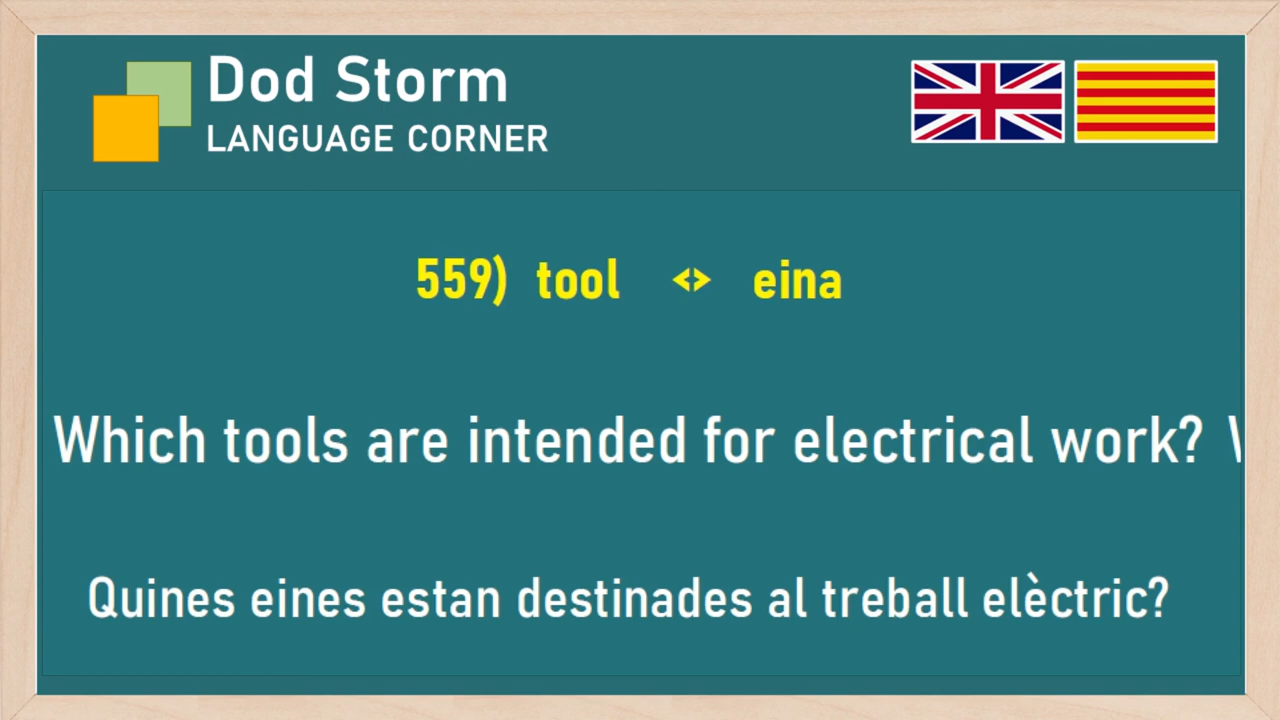 Dod Storm
LANGUAGE CORNER
559) tool <> eina
Which tools are intended for electrical work?
Quines eines estan destinades al treball elèctric?